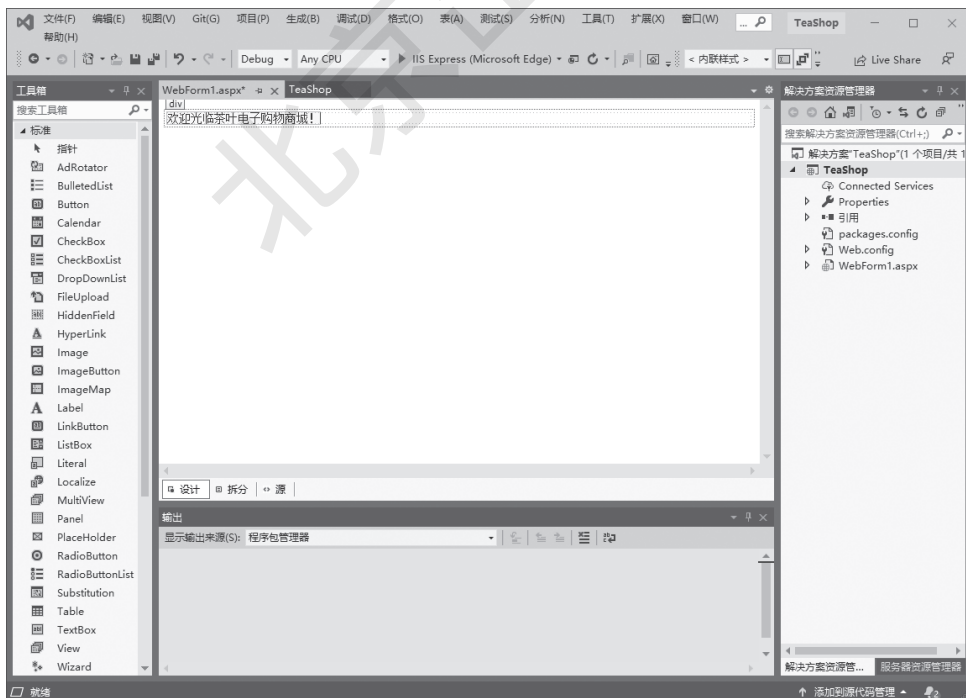 文件(F) 编辑(E) 视图(V) Git(G) 项目(P) 生成(B) 调试(D) 格式(O) 表(A) 测试(S) 分析(N) 工具(T) 扩展(X) 窗口(W) ... TeaShop
帮助(H)
Debug Any CPU IIS Express (Microsoft Edge) < 内联样式 > Live Share
工具箱
搜索工具箱
标准
指针
AdRotator
BulletedList
Button
Calendar
CheckBox
CheckBoxList
DropDownList
FileUpload
HiddenField
HyperLink
Image
ImageButton
ImageMap
Label
LinkButton
ListBox
Literal
Localize
MultiView
Panel
PlaceHolder
RadioButton
RadioButtonList
Substitution
Table
TextBox
View
Wizard
WebForm1.aspx* TeaShop
div
欢迎光临茶叶电子购物商城!
设计 拆分 源
输出
显示输出来源(S): 程序包管理器
解决方案资源管理器
搜索解决方案资源管理器(Ctrl+;)
解决方案"TeaShop"(1 个项目/共 1
TeaShop
Connected Services
Properties
引用
packages.config
Web.config
WebForm1.aspx
解决方案资源管... 服务器资源管理器
就绪 添加到源代码管理 2
北京